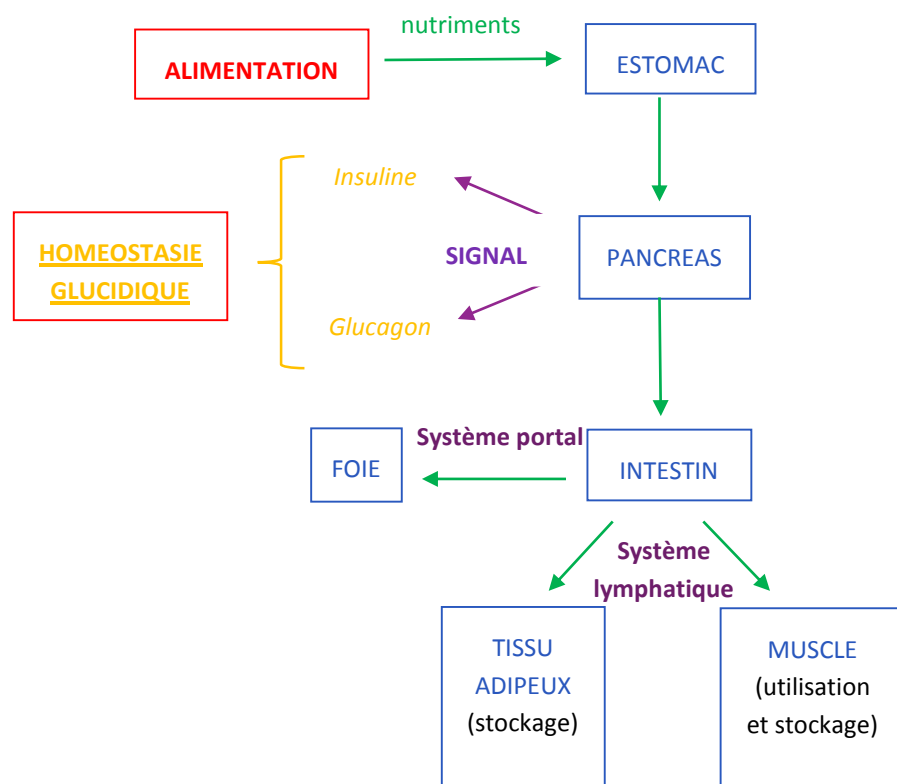 nutriments
ALIMENTATION
ESTOMAC
Insuline
HOMEOSTASIE
GLUCIDIQUE
SIGNAL
PANCREAS
Glucagon
Système portal
FOIE
INTESTIN
Système
lymphatique
TISSU
ADIPEUX
(stockage)
MUSCLE
(utilisation
et stockage)